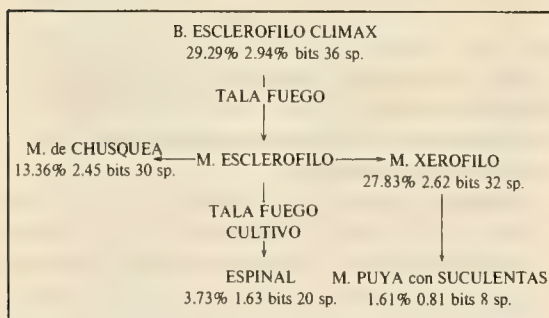 B. ESCLEROFILO CLIMAX
29.29% 2.94% bits 36 sp.
TALA FUEGO
M. de CHUSQUEA M. ESCLEROFILO M. XEROFILO
13.36% 2.45 bits 30 sp. 27.83% 2.62 bits 32 sp.
TALA FUEGO
CULTIVO
ESPINAL M. PUYA con SUCULENTAS
3.73% 1.63 bits 20 sp. 1.61% 0.81 bits 8 sp.